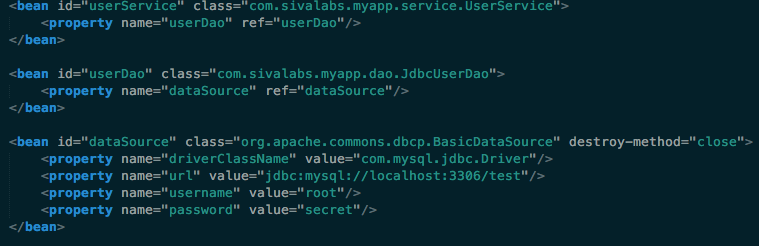 <bean id="userService" class="com.sivalabs.myapp.service.UserService">
    <property name="userDao" ref="userDao"/>
</bean>

<bean id="userDao" class="com.sivalabs.myapp.dao.JdbcUserDao">
    <property name="dataSource" ref="dataSource"/>
</bean>

<bean id="dataSource" class="org.apache.commons.dbcp.BasicDataSource" destroy-method="close">
    <property name="driverClassName" value="com.mysql.jdbc.Driver"/>
    <property name="url" value="jdbc:mysql://localhost:3306/test"/>
    <property name="username" value="root"/>
    <property name="password" value="secret"/>
</bean>